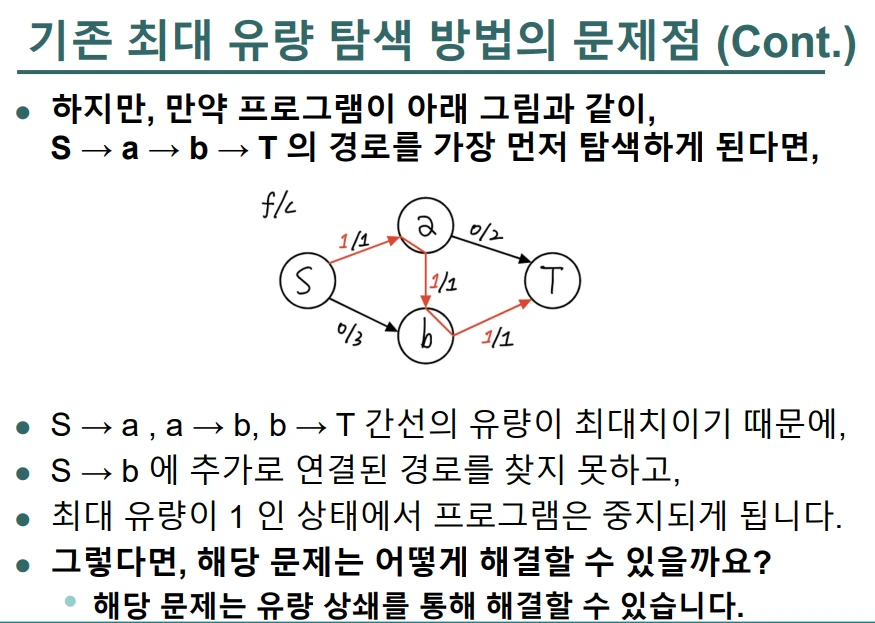 기존 최대 유량 탐색 방법의 문제점 (Cont.)
● 하지만, 만약 프로그램이 아래 그림과 같이,
S → a → b → T 의 경로를 가장 먼저 탐색하게 된다면,
f/c
a
1/1
0/2
S
1/1
T
0/3
b
1/1
● S → a , a → b, b → T 간선의 유량이 최대치이기 때문에,
● S → b 에 추가로 연결된 경로를 찾지 못하고,
● 최대 유량이 1 인 상태에서 프로그램은 중지되게 됩니다.
● 그렇다면, 해당 문제는 어떻게 해결할 수 있을까요?
● 해당 문제는 유량 상쇄를 통해 해결할 수 있습니다.